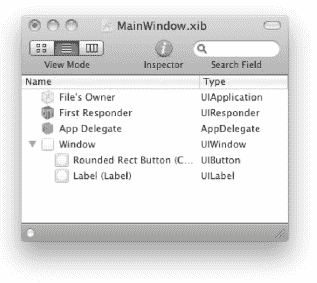 MainWindow.xib
View Mode Inspector Search Field
Name Type
File's Owner UIApplication
First Responder UIResponder
App Delegate AppDelegate
Window UIWindow
Rounded Rect Button (C... UIButton
Label (Label) UILabel